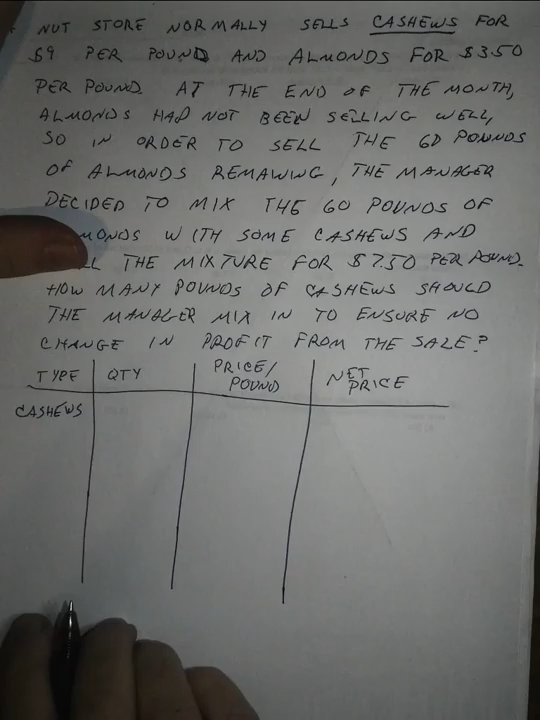 NUT STORE NORMALLY SELLS CASHEWS FOR
$9 PER POUND AND ALMONDS FOR $3.50
PER POUND. AT THE END OF THE MONTH,
ALMONDS HAD NOT BEEN SELLING WELL,
SO IN ORDER TO SELL THE 60 POUNDS
OF ALMONDS REMAINING, THE MANAGER
DECIDED TO MIX THE 60 POUNDS OF
MONDS WITH SOME CASHEWS AND
LL THE MIXTURE FOR $7.50 PER POUND.
HOW MANY POUNDS OF CASHEWS SHOULD
THE MANAGER MIX IN TO ENSURE NO
CHANGE IN PROFIT FROM THE SALE?
TYPE QTY PRICE/POUND NET PRICE
CASHEWS